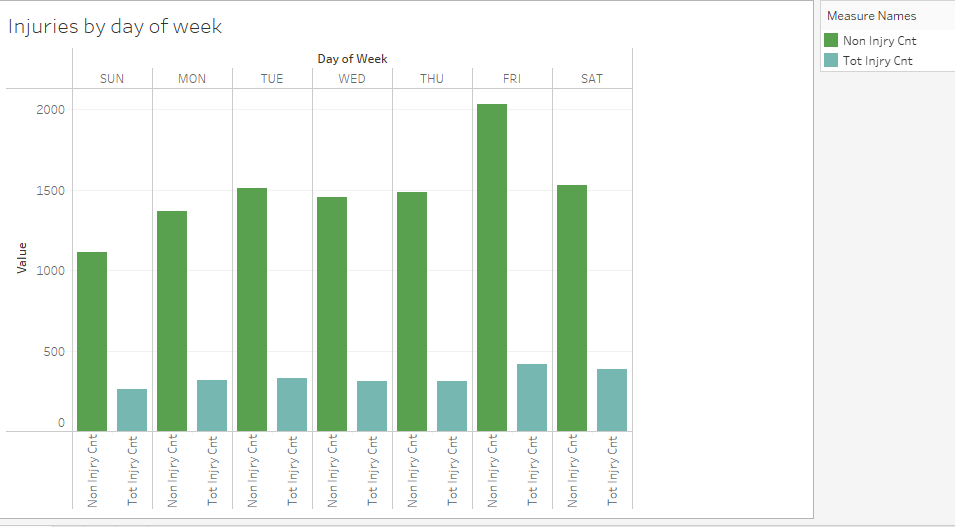 Injuries by day of week
Day of Week
SUN MON TUE WED THU FRI SAT
2000
1500
1000
500
0
Value
Non Injry Cnt Tot Injry Cnt Non Injry Cnt Tot Injry Cnt Non Injry Cnt Tot Injry Cnt Non Injry Cnt Tot Injry Cnt Non Injry Cnt Tot Injry Cnt Non Injry Cnt Tot Injry Cnt Non Injry Cnt Tot Injry Cnt
Measure Names
Non Injry Cnt
Tot Injry Cnt